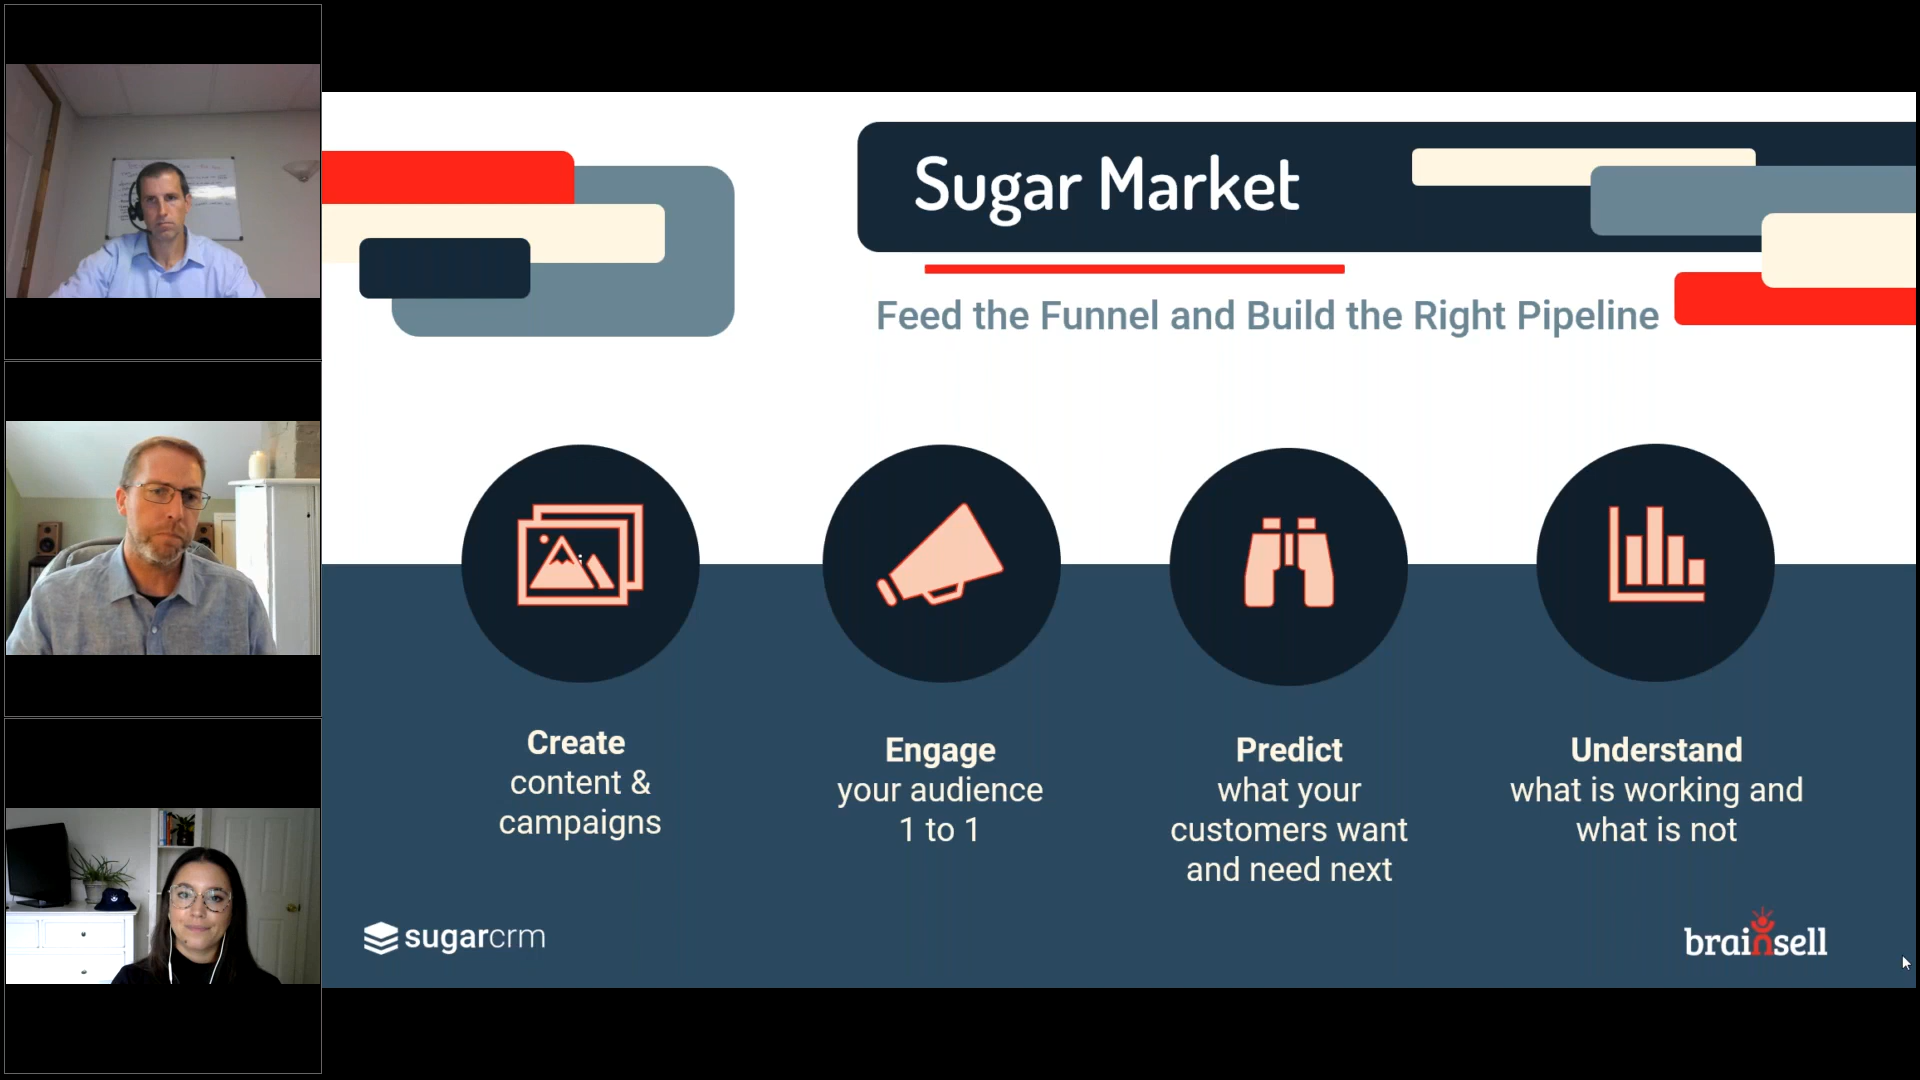 Sugar Market
Feed the Funnel and Build the Right Pipeline
Create
content &
campaigns
Engage
your audience
1 to 1
Predict
what your
customers want
and need next
Understand
what is working and
what is not
sugarcrm
brainsell